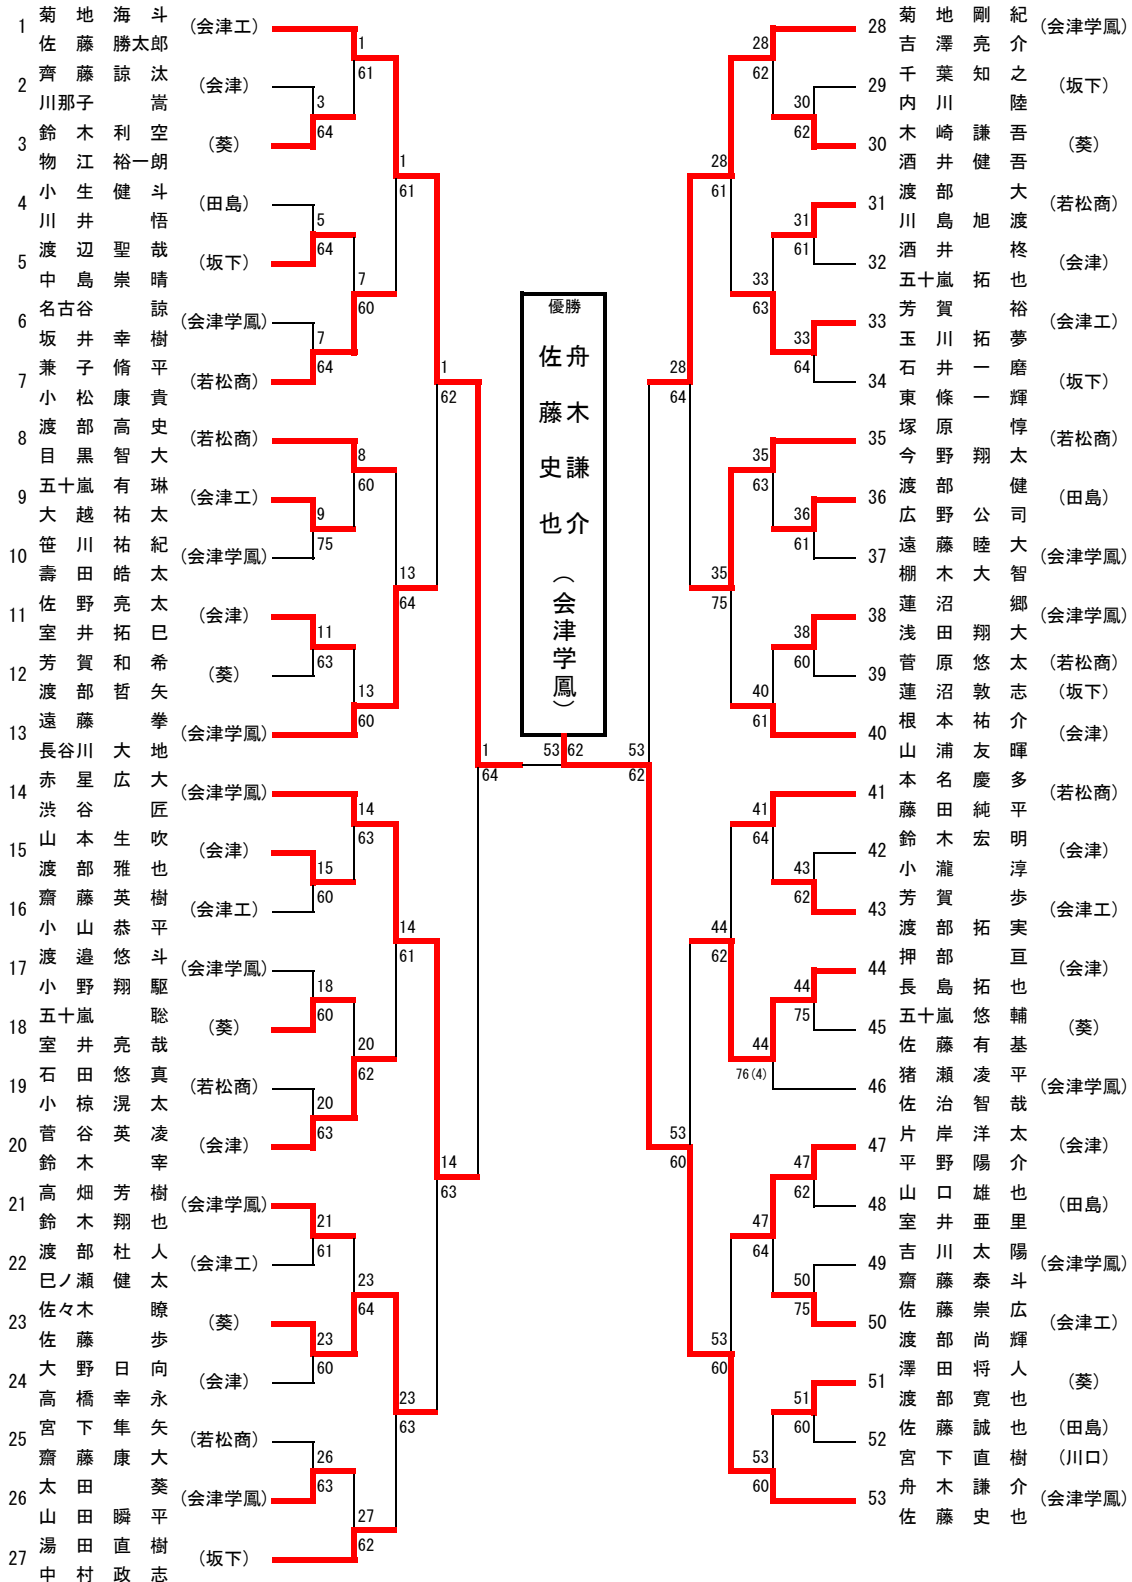 1 菊地海斗 (会津工)
佐藤勝太郎
2 齊藤諒汰 (会津)
川那子嵩
3 鈴木利空 (葵)
物江裕一朗
4 小生健斗 (田島)
川井悟
5 渡辺聖哉 (坂下)
中島崇晴
6 名古谷諒 (会津学鳳)
坂井幸樹
7 兼子脩平 (若松商)
小松康貴
8 渡部高史 (若松商)
目黒智大
9 五十嵐有琳 (会津工)
大越祐太
10 笹川祐紀 (会津学鳳)
壽田皓太
11 佐野亮太 (会津)
室井拓巳
12 芳賀和希 (葵)
渡部哲矢
13 遠藤拳 (会津学鳳)
長谷川大地
14 赤星広大 (会津学鳳)
渋谷匠
15 山本生吹 (会津)
渡部雅也
16 齋藤英樹 (会津工)
小山恭平
17 渡邉悠斗 (会津学鳳)
小野翔駆
18 五十嵐聡 (葵)
室井亮哉
19 石田悠真 (若松商)
小椋滉太
20 菅谷英凌 (会津)
鈴木宰
21 高畑芳樹 (会津学鳳)
鈴木翔也
22 渡部杜人 (会津工)
巳ノ瀬健太
23 佐々木瞭 (葵)
佐藤歩
24 大野日向 (会津)
高橋幸永
25 宮下隼矢 (若松商)
齋藤康大
26 太田葵 (会津学鳳)
山田瞬平
27 湯田直樹 (坂下)
中村政志
1
61
3
64
5
64
7
64
7
60
1
61
8
60
9
75
11
63
13
60
13
64
1
62
14
63
15
60
18
60
20
63
20
62
14
61
21
61
23
60
23
64
26
63
27
62
23
63
14
63
1
64
優勝
舟木謙介
佐藤史也
(会津学鳳)
53 62
53
62
28
62
30
62
28
61
31
61
33
64
33
63
28
64
35
63
36
61
35
75
38
60
40
61
41
64
43
62
44
62
44
75
44
76(4)
53
60
47
62
47
64
50
75
53
60
51
60
53
60
28 菊地剛紀 (会津学鳳)
吉澤亮介
29 千葉知之 (坂下)
内川陸
30 木崎謙吾 (葵)
酒井健吾
31 渡部大 (若松商)
川島旭渡
32 酒井柊 (会津)
五十嵐拓也
33 芳賀裕 (会津工)
玉川拓夢
34 石井一磨 (坂下)
東條一輝
35 塚原惇 (若松商)
今野翔太
36 渡部健 (田島)
広野公司
37 遠藤睦大 (会津学鳳)
棚木大智
38 蓮沼郷 (会津学鳳)
浅田翔大
39 菅原悠太 (若松商)
蓮沼敦志 (坂下)
40 根本祐介 (会津)
山浦友暉
41 本名慶多 (若松商)
藤田純平
42 鈴木宏明 (会津)
小瀧淳
43 芳賀歩 (会津工)
渡部拓実
44 押部亘 (会津)
長島拓也
45 五十嵐悠輔 (葵)
佐藤有基
46 猪瀬凌平 (会津学鳳)
佐治智哉
47 片岸洋太 (会津)
平野陽介
48 山口雄也 (田島)
室井亜里
49 吉川太陽 (会津学鳳)
齋藤泰斗
50 佐藤崇広 (会津工)
渡部尚輝
51 澤田将人 (葵)
渡部寛也
52 佐藤誠也 (田島)
宮下直樹 (川口)
53 舟木謙介 (会津学鳳)
佐藤史也